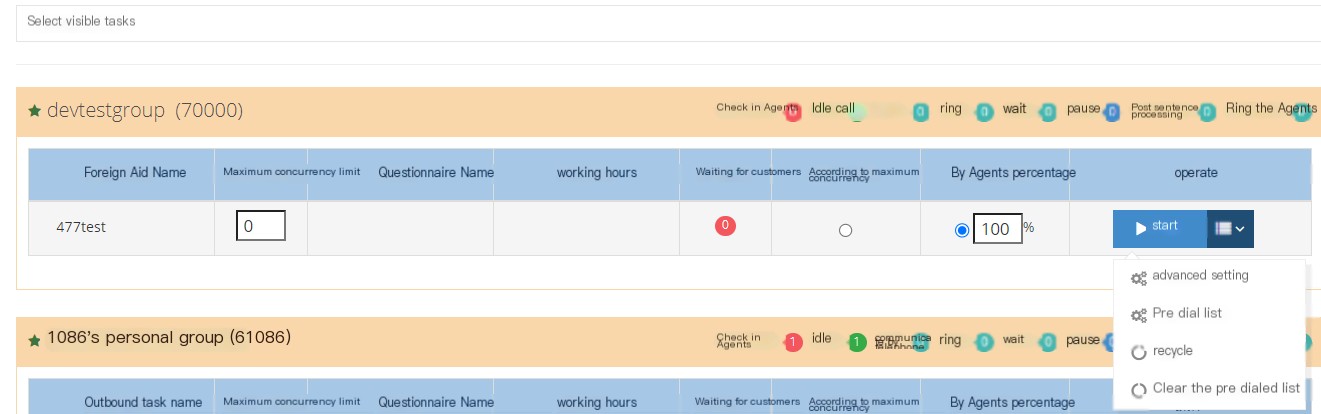 Select visible tasks
devtestgroup (70000) Check in Agents 0 Idle call 0 ring 0 wait 0 pause 0 Post sentence processing 0 Ring the Agents
Foreign Aid Name Maximum concurrency limit Questionnaire Name working hours Waiting for customers According to maximum concurrency By Agents percentage operate
477test 0 0 100 % start
advanced setting
Pre dial list
1086's personal group (61086) Check in Agents 1 idle 1 ring 0 wait 0 pause
recycle
Clear the pre dialed list
Outbound task name Maximum concurrency limit Questionnaire Name working hours Waiting for customers According to maximum concurrency By Agents percentage